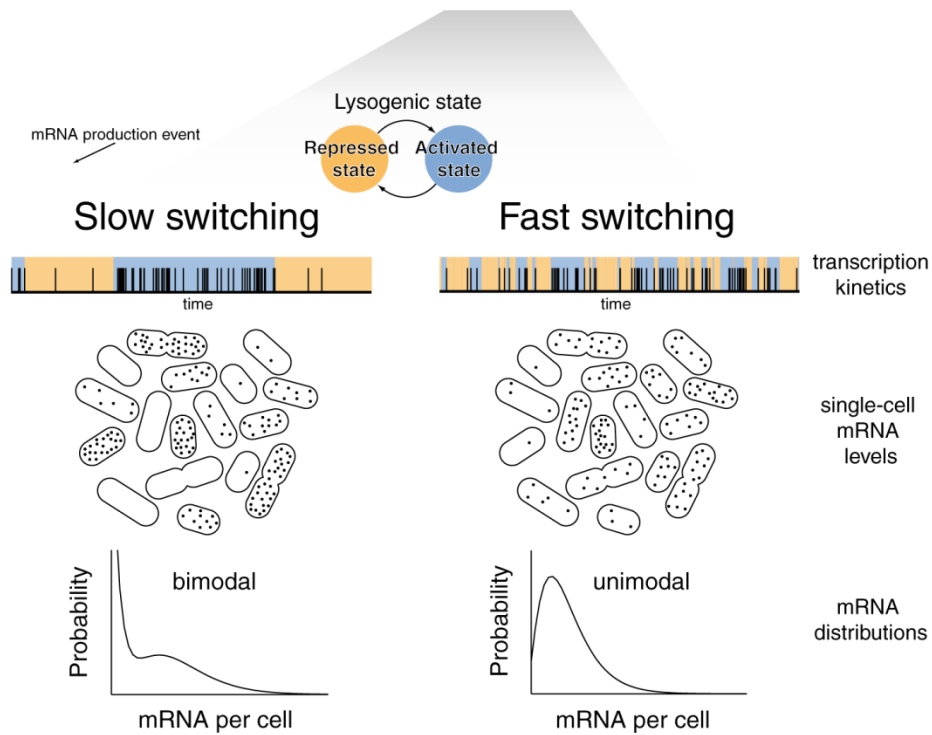 Lysogenic state
mRNA production event
Repressed
state
Activated
state
Slow switching
Fast switching
transcription
kinetics
time
time
single-cell
mRNA
levels
Probability
bimodal
Probability
unimodal
mRNA
distributions
mRNA per cell
mRNA per cell